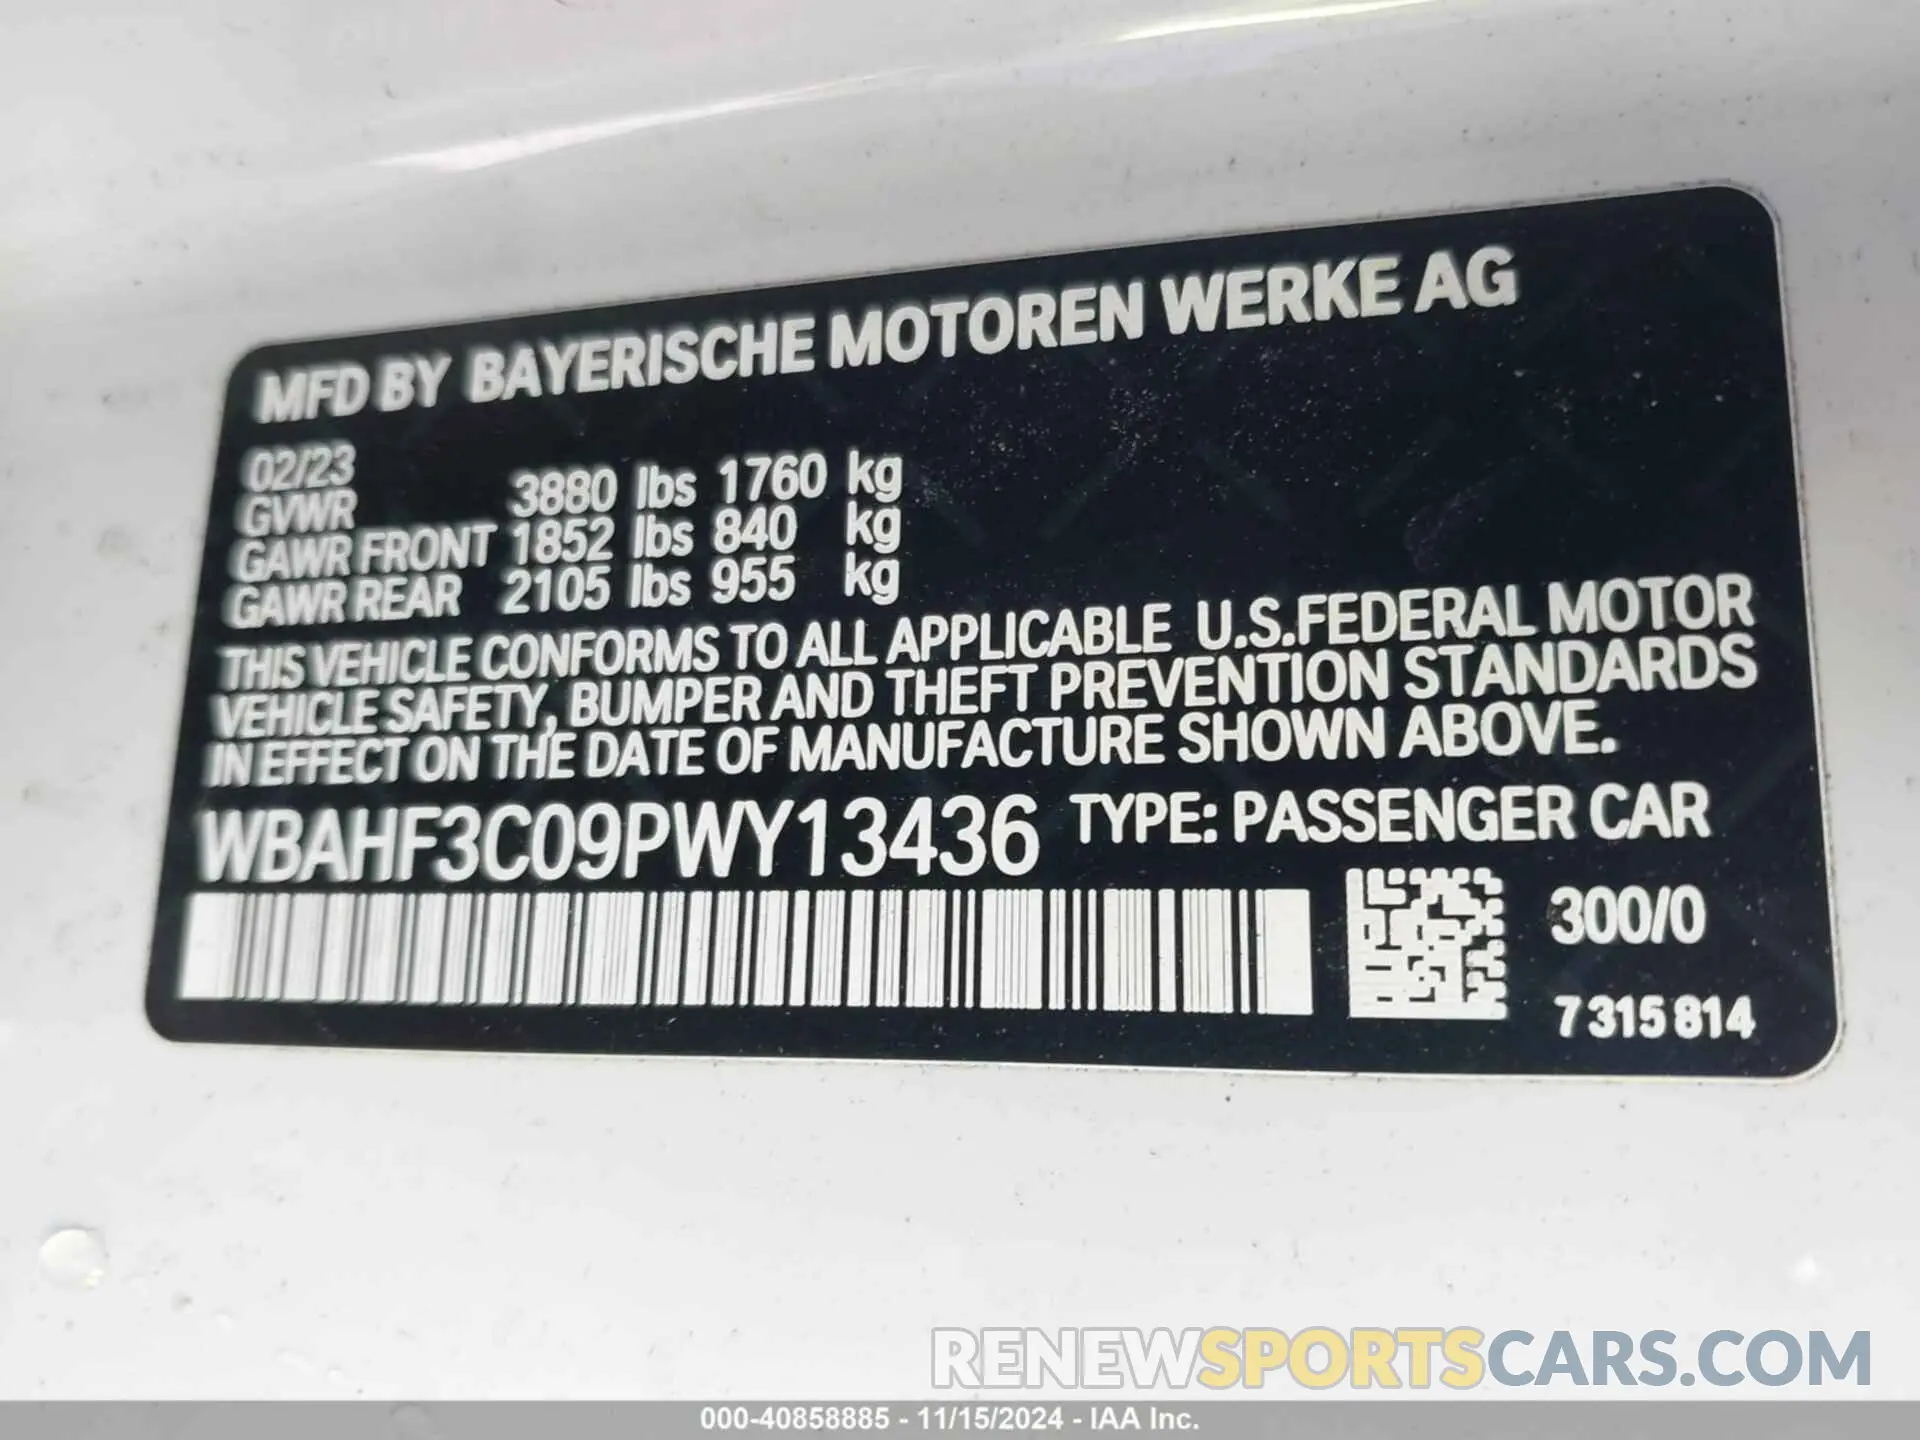 MFD BY BAYERISCHE MOTOREN WERKE AG
02/23
GVWR 3880 lbs 1760 kg
GAWR FRONT 1852 lbs 840 kg
GAWR REAR 2105 lbs 955 kg
THIS VEHICLE CONFORMS TO ALL APPLICABLE U.S.FEDERAL MOTOR
VEHICLE SAFETY, BUMPER AND THEFT PREVENTION STANDARDS
IN EFFECT ON THE DATE OF MANUFACTURE SHOWN ABOVE.
WBAHF3C09PWY13436 TYPE: PASSENGER CAR
300/0
7315814
RENEWSPORTSCARS.COM
000-40858885 - 11/15/2024 - IAA Inc.